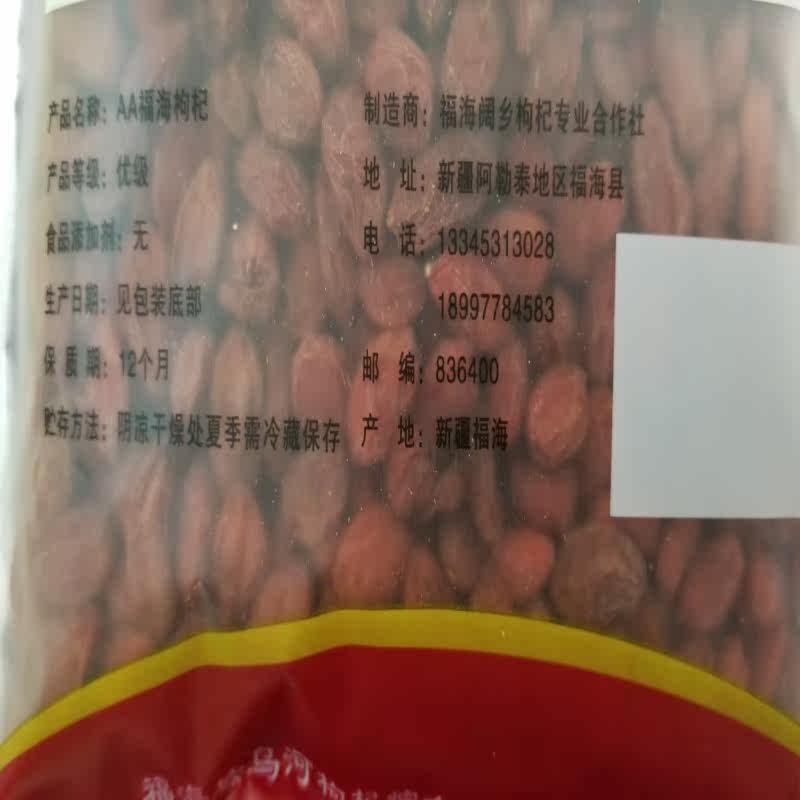 产品名称：AA福海枸杞
产品等级：优级
食品添加剂：无
生产日期：见包装底部
保质期：12个月
贮存方法：阴凉干燥处夏季需冷藏保存
制造商：福海阔乡枸杞专业合作社
地址：新疆阿勒泰地区福海县
电话：13345313028
18997784583
邮编：836400
产地：新疆福海
乌河枸杞